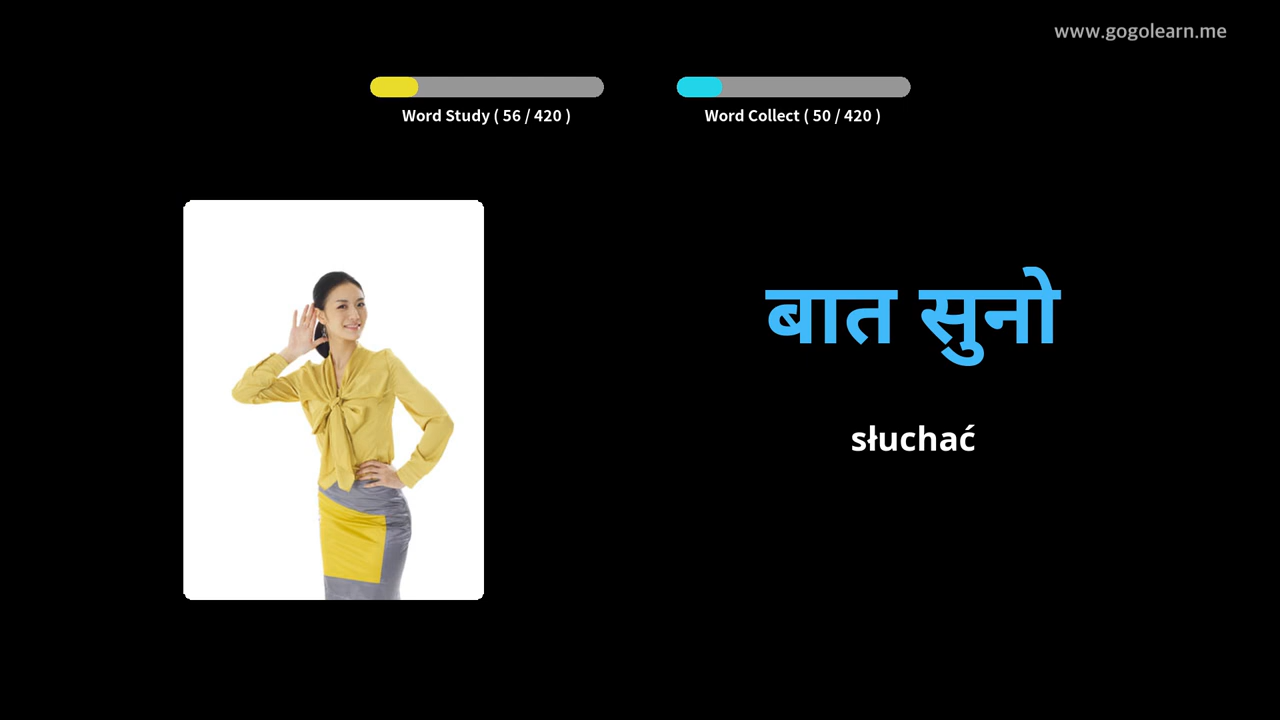 www.gogolearn.me
Word Study ( 56 / 420 )
Word Collect ( 50 / 420 )
बात सुनो
słuchać